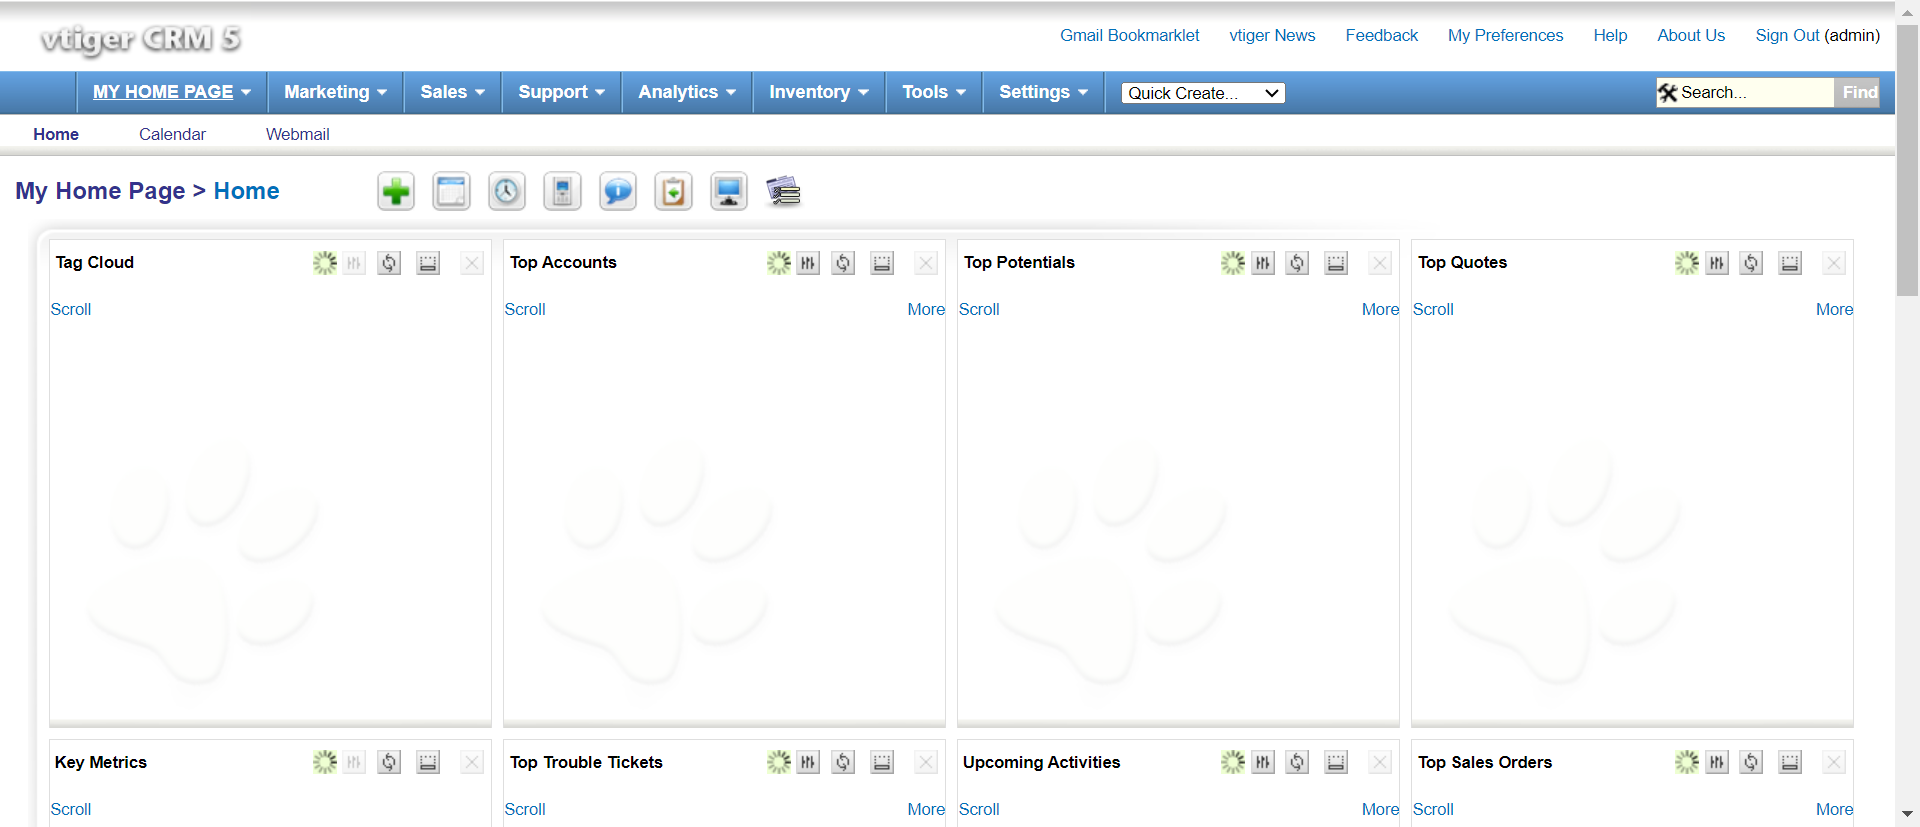 vtiger CRM 5
Gmail Bookmarklet vtiger News Feedback My Preferences Help About Us Sign Out (admin)
MY HOME PAGE Marketing Sales Support Analytics Inventory Tools Settings Quick Create... Search... Find
Home Calendar Webmail
My Home Page > Home
Tag Cloud Top Accounts Top Potentials Top Quotes
Scroll Scroll More Scroll More Scroll More
Key Metrics Top Trouble Tickets Upcoming Activities Top Sales Orders
Scroll Scroll More Scroll More Scroll More